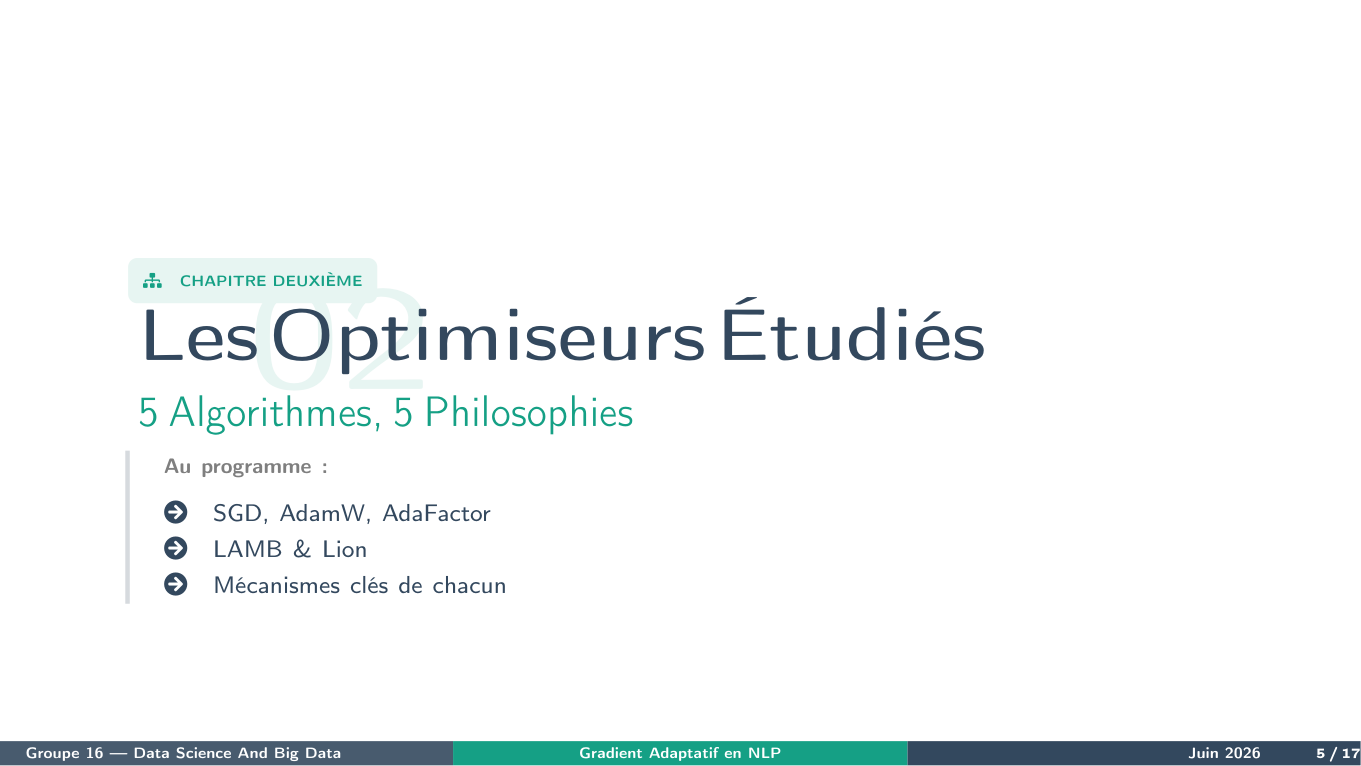 CHAPITRE DEUXIÈME
02
Les Optimiseurs Étudiés
5 Algorithmes, 5 Philosophies
Au programme :
SGD, AdamW, AdaFactor
LAMB & Lion
Mécanismes clés de chacun
Groupe 16 — Data Science And Big Data
Gradient Adaptatif en NLP
Juin 2026
5 / 17